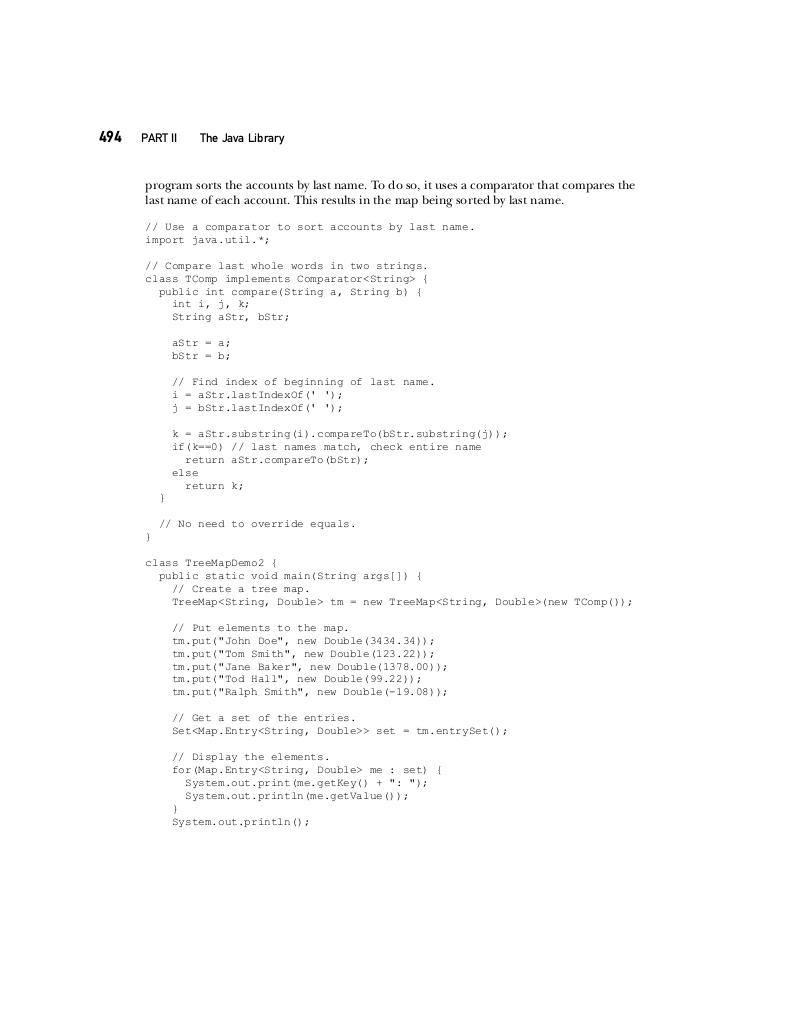 494 PART II The Java Library
program sorts the accounts by last name. To do so, it uses a comparator that compares the
last name of each account. This results in the map being sorted by last name.
// Use a comparator to sort accounts by last name.
import java.util.*;
// Compare last whole words in two strings.
class TComp implements Comparator<String> {
  public int compare(String a, String b) {
    int i, j, k;
    String aStr, bStr;
    aStr = a;
    bStr = b;
    // Find index of beginning of last name.
    i = aStr.lastIndexOf(' ');
    j = bStr.lastIndexOf(' ');
    k = aStr.substring(i).compareTo(bStr.substring(j));
    if(k==0) // last names match, check entire name
      return aStr.compareTo(bStr);
    else
      return k;
  }
  // No need to override equals.
}
class TreeMapDemo2 {
  public static void main(String args[]) {
    // Create a tree map.
    TreeMap<String, Double> tm = new TreeMap<String, Double>(new TComp());
    // Put elements to the map.
    tm.put("John Doe", new Double(3434.34));
    tm.put("Tom Smith", new Double(123.22));
    tm.put("Jane Baker", new Double(1378.00));
    tm.put("Tod Hall", new Double(99.22));
    tm.put("Ralph Smith", new Double(-19.08));
    // Get a set of the entries.
    Set<Map.Entry<String, Double>> set = tm.entrySet();
    // Display the elements.
    for(Map.Entry<String, Double> me : set) {
      System.out.print(me.getKey() + ": ");
      System.out.println(me.getValue());
    }
    System.out.println();